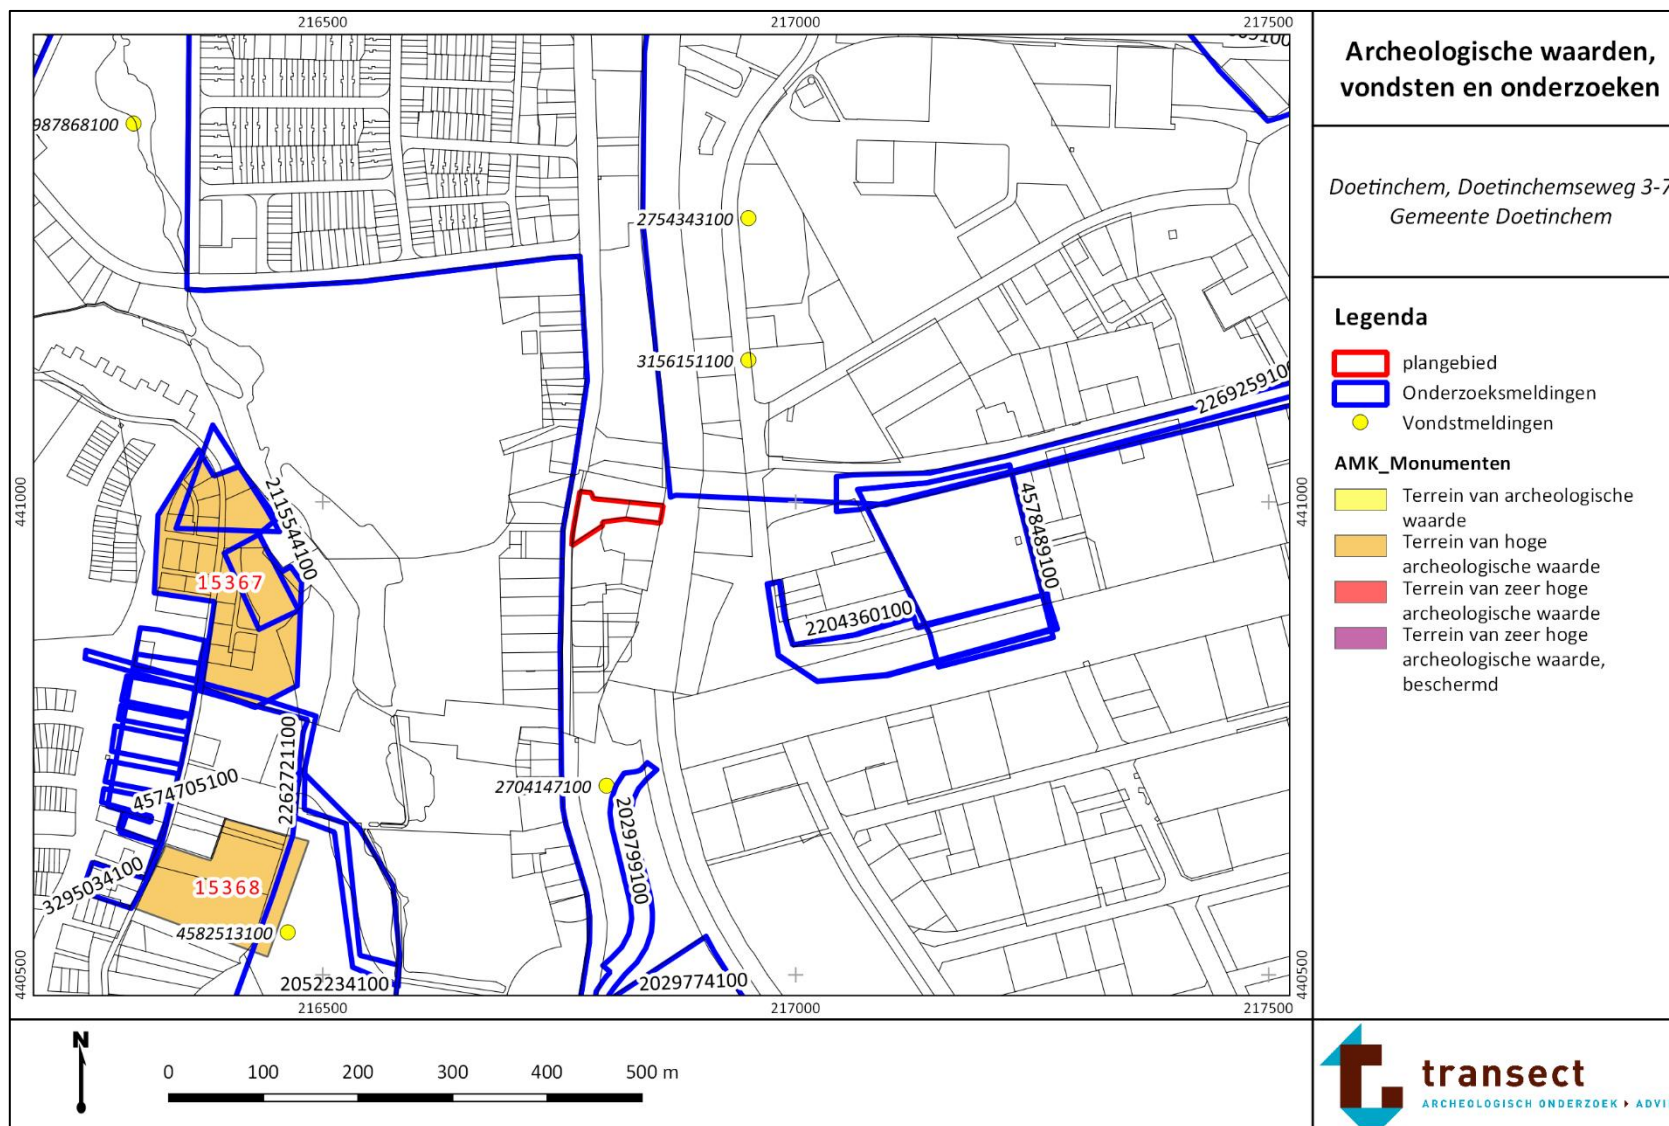 216500
217000
217500
09100
987868100
2754343100
3156151100
2269259100
441000
441000
2115544100
15367
4578489100
2204360100
2262721100
4574705100
2704147100
2029799100
3295034100
15368
4582513100
2052234100
2029774100
440500
440500
216500
217000
217500
Archeologische waarden,
vondsten en onderzoeken
Doetinchem, Doetinchemseweg 3-7
Gemeente Doetinchem
Legenda
plangebied
Onderzoeksmeldingen
Vondstmeldingen
AMK_Monumenten
Terrein van archeologische
waarde
Terrein van hoge
archeologische waarde
Terrein van zeer hoge
archeologische waarde
Terrein van zeer hoge
archeologische waarde,
beschermd
N
0 100 200 300 400 500 m
transect
ARCHEOLOGISCH ONDERZOEK ▸ ADVI